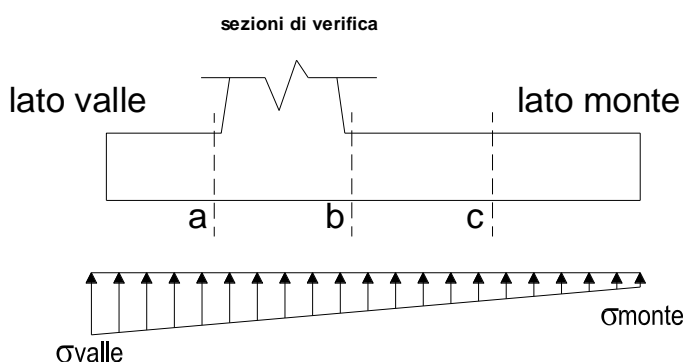 sezioni di verifica
lato valle
lato monte
a
b
c
σmonte
σvalle